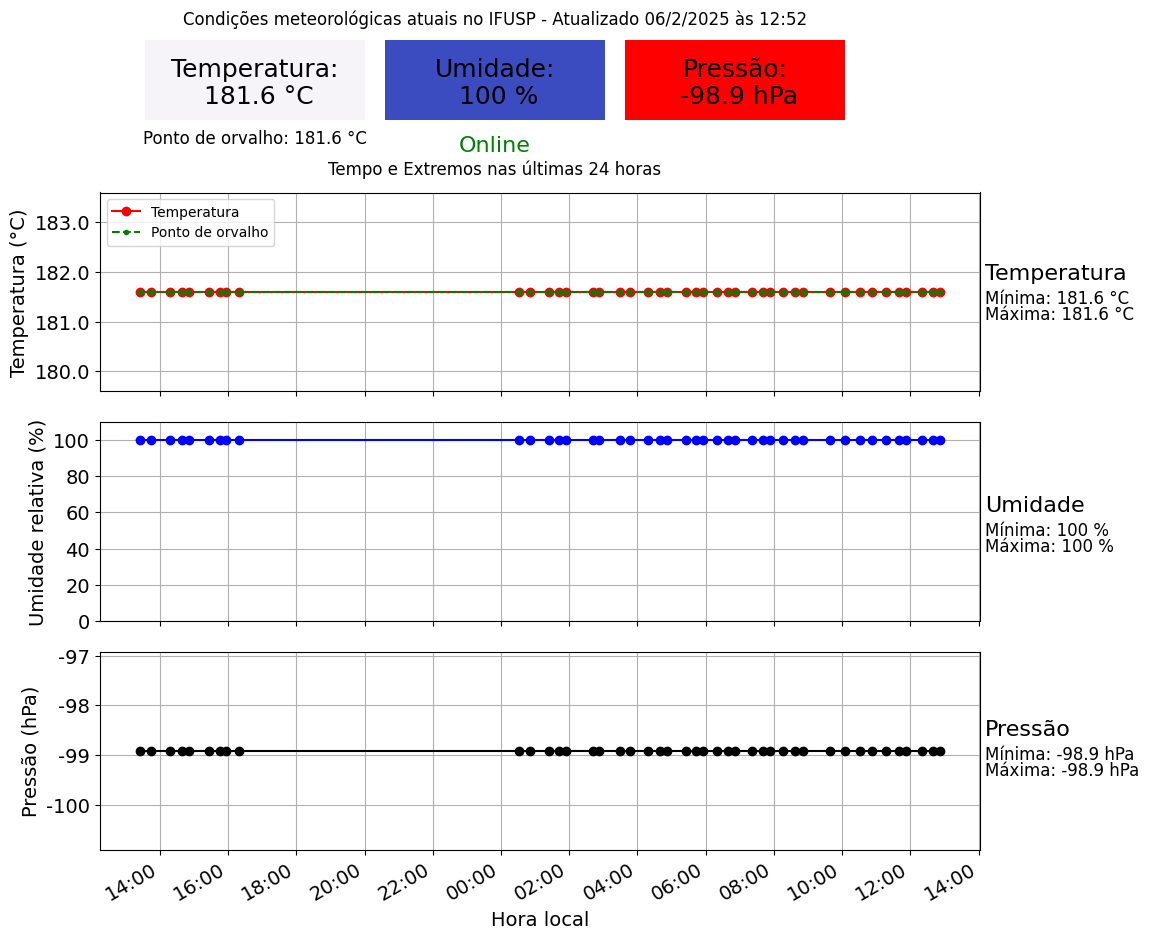 Condições meteorológicas atuais no IFUSP - Atualizado 06/2/2025 às 12:52
Temperatura:
181.6 °C
Umidade:
100 %
Pressão:
-98.9 hPa
Ponto de orvalho: 181.6 °C
Online
Tempo e Extremos nas últimas 24 horas
Temperatura (°C)
183.0
182.0
181.0
180.0
Temperatura
Ponto de orvalho
Temperatura
Mínima: 181.6 °C
Máxima: 181.6 °C
Umidade relativa (%)
100
80
60
40
20
0
Umidade
Mínima: 100 %
Máxima: 100 %
Pressão (hPa)
-97
-98
-99
-100
Pressão
Mínima: -98.9 hPa
Máxima: -98.9 hPa
14:00
16:00
18:00
20:00
22:00
00:00
02:00
04:00
06:00
08:00
10:00
12:00
14:00
Hora local